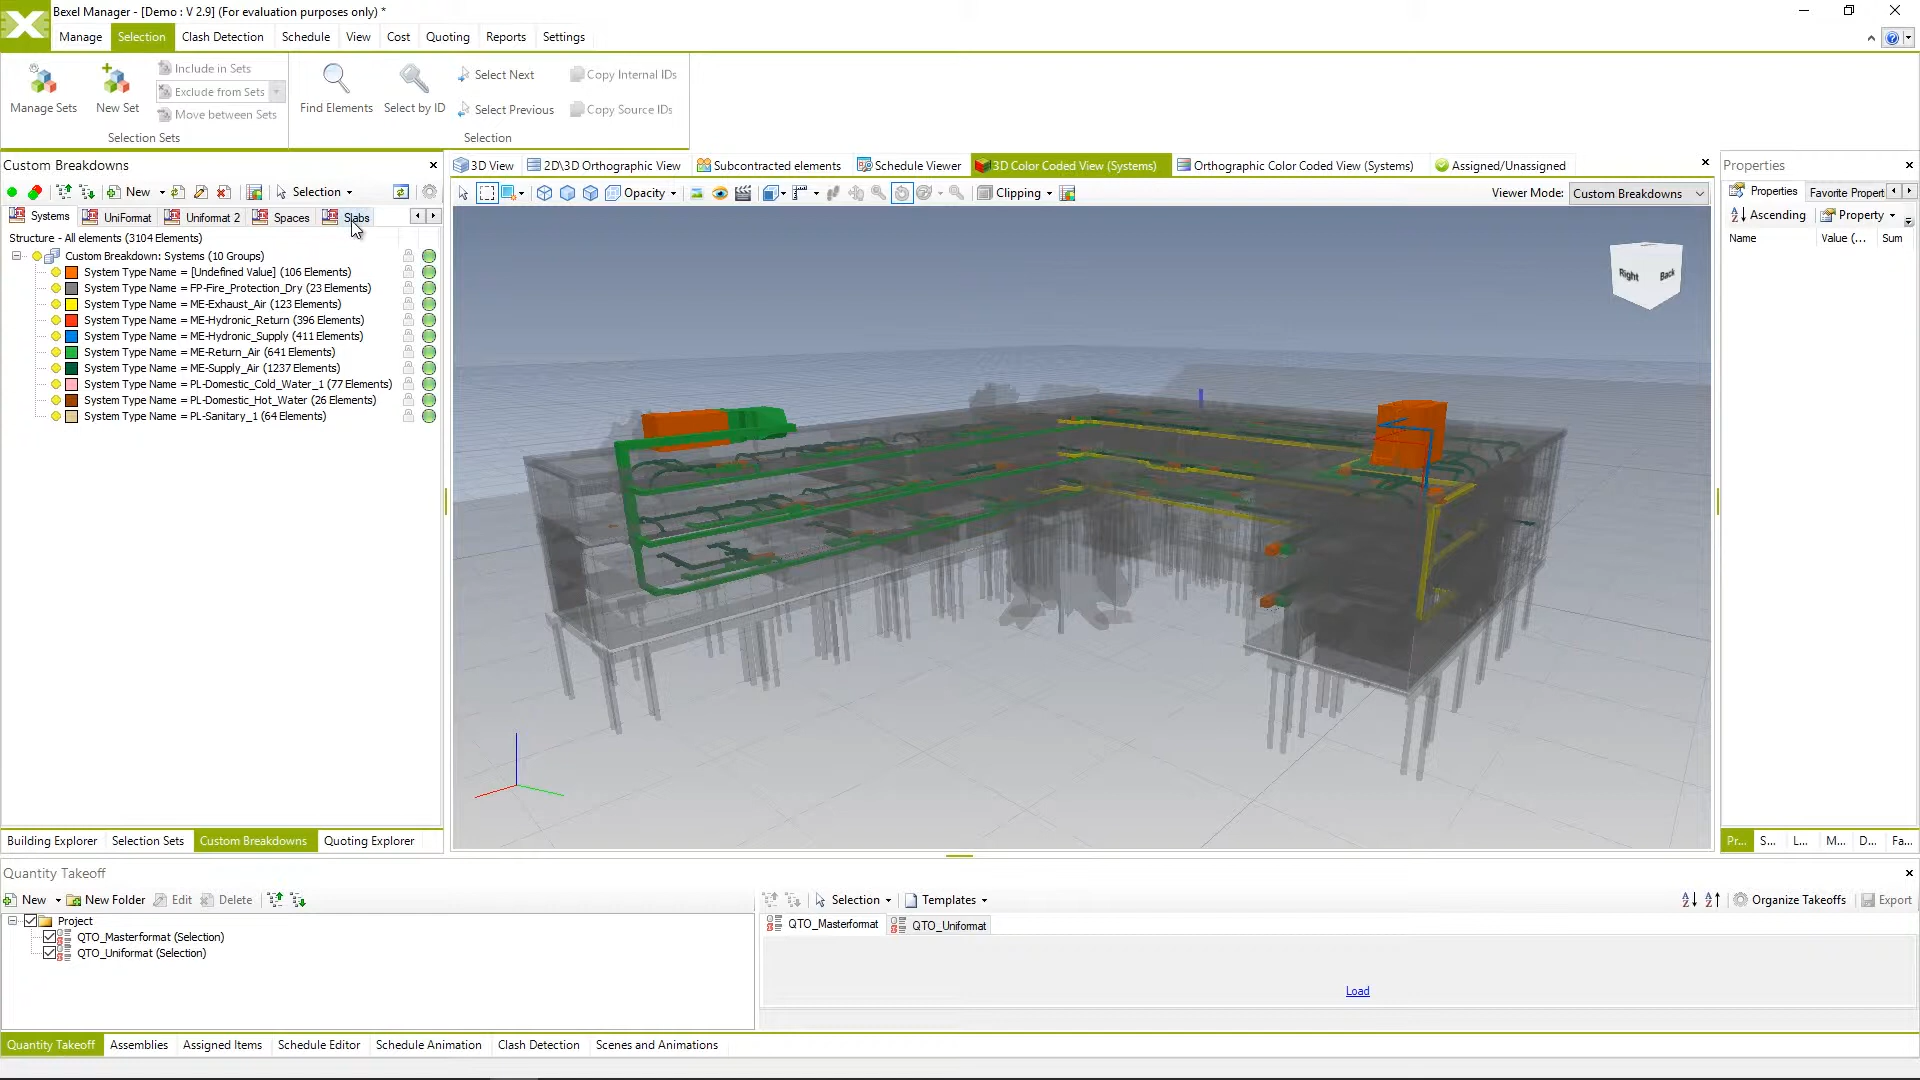 Bexel Manager - [Demo : V 2.9] (For evaluation purposes only) *
Manage Selection Clash Detection Schedule View Cost Quoting Reports Settings
Manage Sets
New Set
Include in Sets
Exclude from Sets
Move between Sets
Selection Sets
Find Elements
Select by ID
Select Next
Select Previous
Copy Internal IDs
Copy Source IDs
Selection
Custom Breakdowns
New Selection
Systems UniFormat Uniformat 2 Spaces Slabs
Structure - All elements (3104 Elements)
Custom Breakdown: Systems (10 Groups)
System Type Name = [Undefined Value] (106 Elements)
System Type Name = FP-Fire_Protection_Dry (23 Elements)
System Type Name = ME-Exhaust_Air (123 Elements)
System Type Name = ME-Hydronic_Return (396 Elements)
System Type Name = ME-Hydronic_Supply (411 Elements)
System Type Name = ME-Return_Air (641 Elements)
System Type Name = ME-Supply_Air (1237 Elements)
System Type Name = PL-Domestic_Cold_Water_1 (77 Elements)
System Type Name = PL-Domestic_Hot_Water (26 Elements)
System Type Name = PL-Sanitary_1 (64 Elements)
Building Explorer Selection Sets Custom Breakdowns Quoting Explorer
3D View 2D\3D Orthographic View Subcontracted elements Schedule Viewer 3D Color Coded View (Systems) Orthographic Color Coded View (Systems) Assigned/Unassigned
Opacity Clipping Viewer Mode: Custom Breakdowns
Right Back
Properties
Properties Favorite Propert
Ascending Property
Name Value (... Sum
Pr... S... L... M... D... Fa...
Quantity Takeoff
New New Folder Edit Delete
Project
QTO_Masterformat (Selection)
QTO_Uniformat (Selection)
Selection Templates Organize Takeoffs Export
QTO_Masterformat QTO_Uniformat
Load
Quantity Takeoff Assemblies Assigned Items Schedule Editor Schedule Animation Clash Detection Scenes and Animations